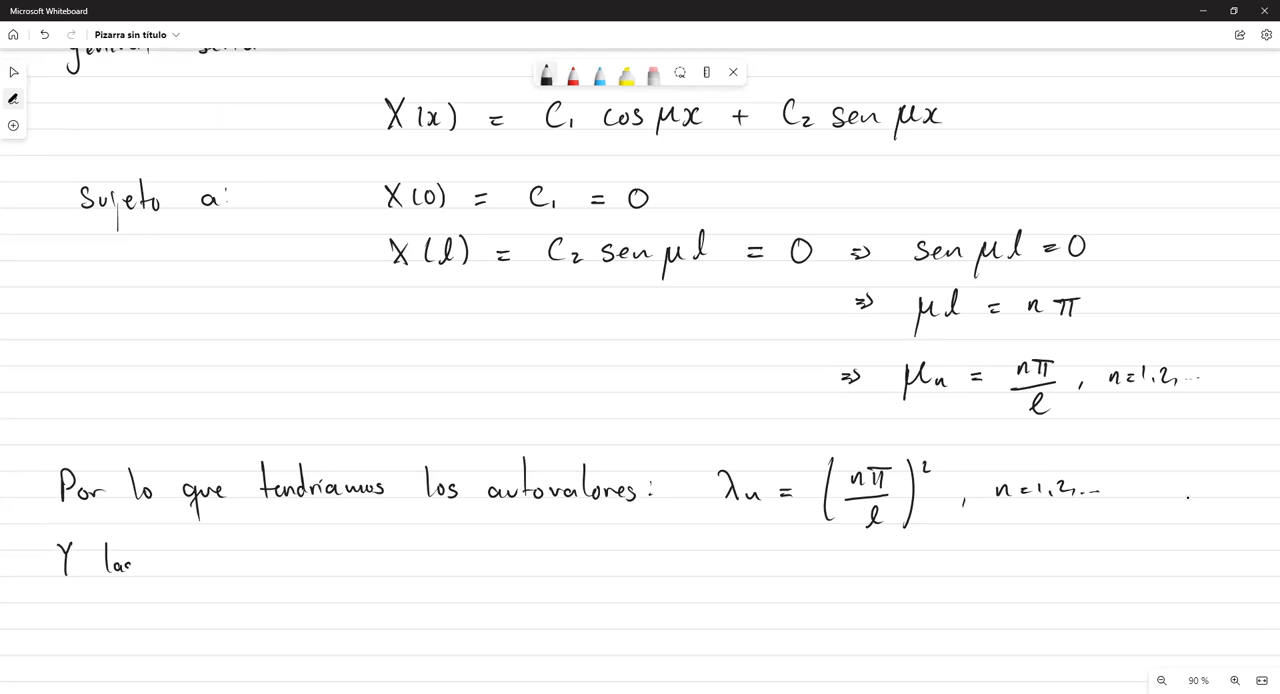 Microsoft Whiteboard
Pizarra sin título
X(x) = C₁ cos μx + C₂ sen μx
Sujeto a: X(0) = C₁ = 0
X(l) = C₂ sen μl = 0 ⇒ sen μl = 0
⇒ μl = nπ
⇒ μₙ = nπ/l , n=1,2,...
Por lo que tendríamos los autovalores: λₙ = (nπ/l)² , n=1,2,...
Y las
90 %